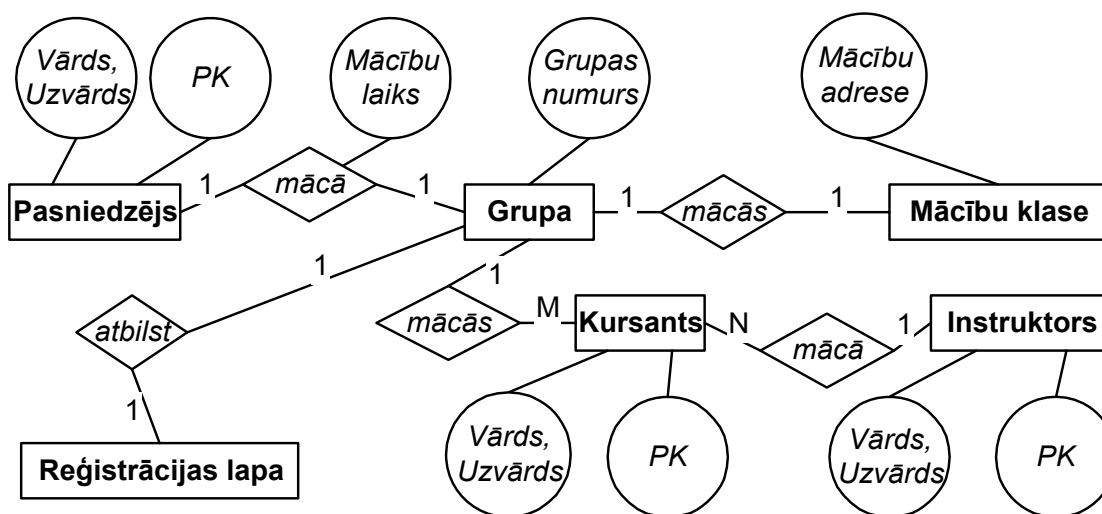 Vārds,
Uzvārds
PK
Mācību
laiks
Grupas
numurs
Mācību
adrese
Pasniedzējs
1
mācā
1
Grupa
1
mācās
1
Mācību klase
1
atbilst
1
Reģistrācijas lapa
1
mācās
M
Kursants
N
mācā
1
Instruktors
Vārds,
Uzvārds
PK
Vārds,
Uzvārds
PK